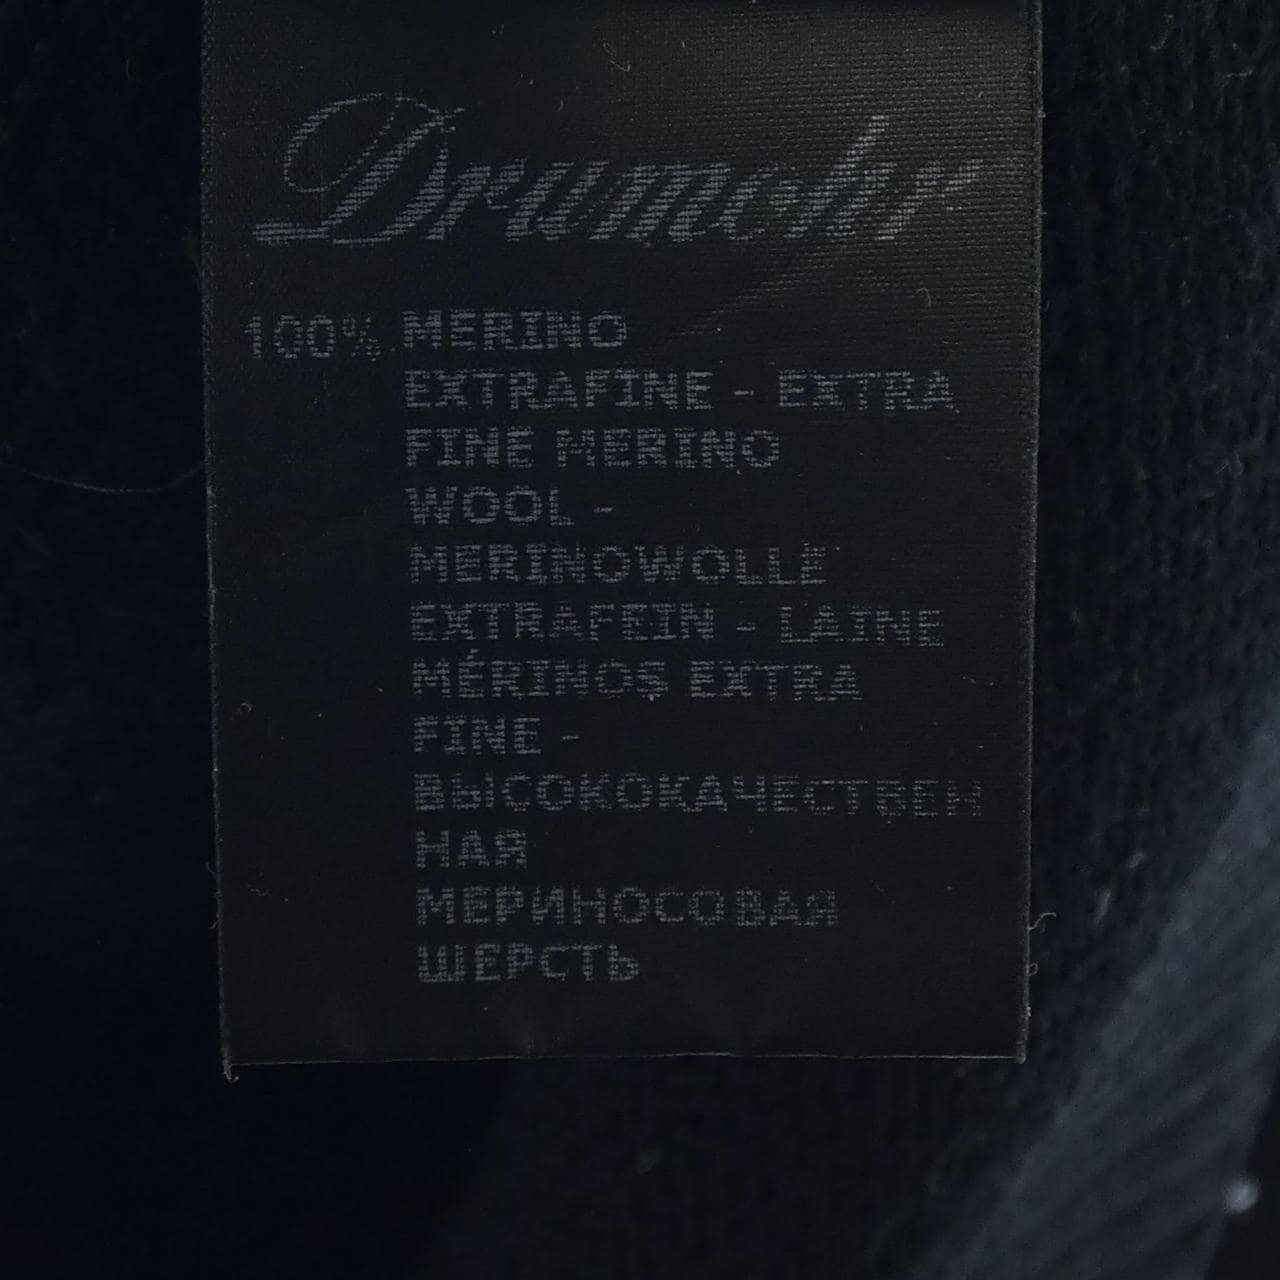 Drumohr
100% MERINO
EXTRAFINE - EXTRA
FINE MERINO
WOOL -
MERINOWOLLE
EXTRAFEIN - LAINE
MÉRINOS EXTRA
FINE -
ВЫСОКОКАЧЕСТВЕН
НАЯ
МЕРИНОСОВАЯ
ШЕРСТЬ